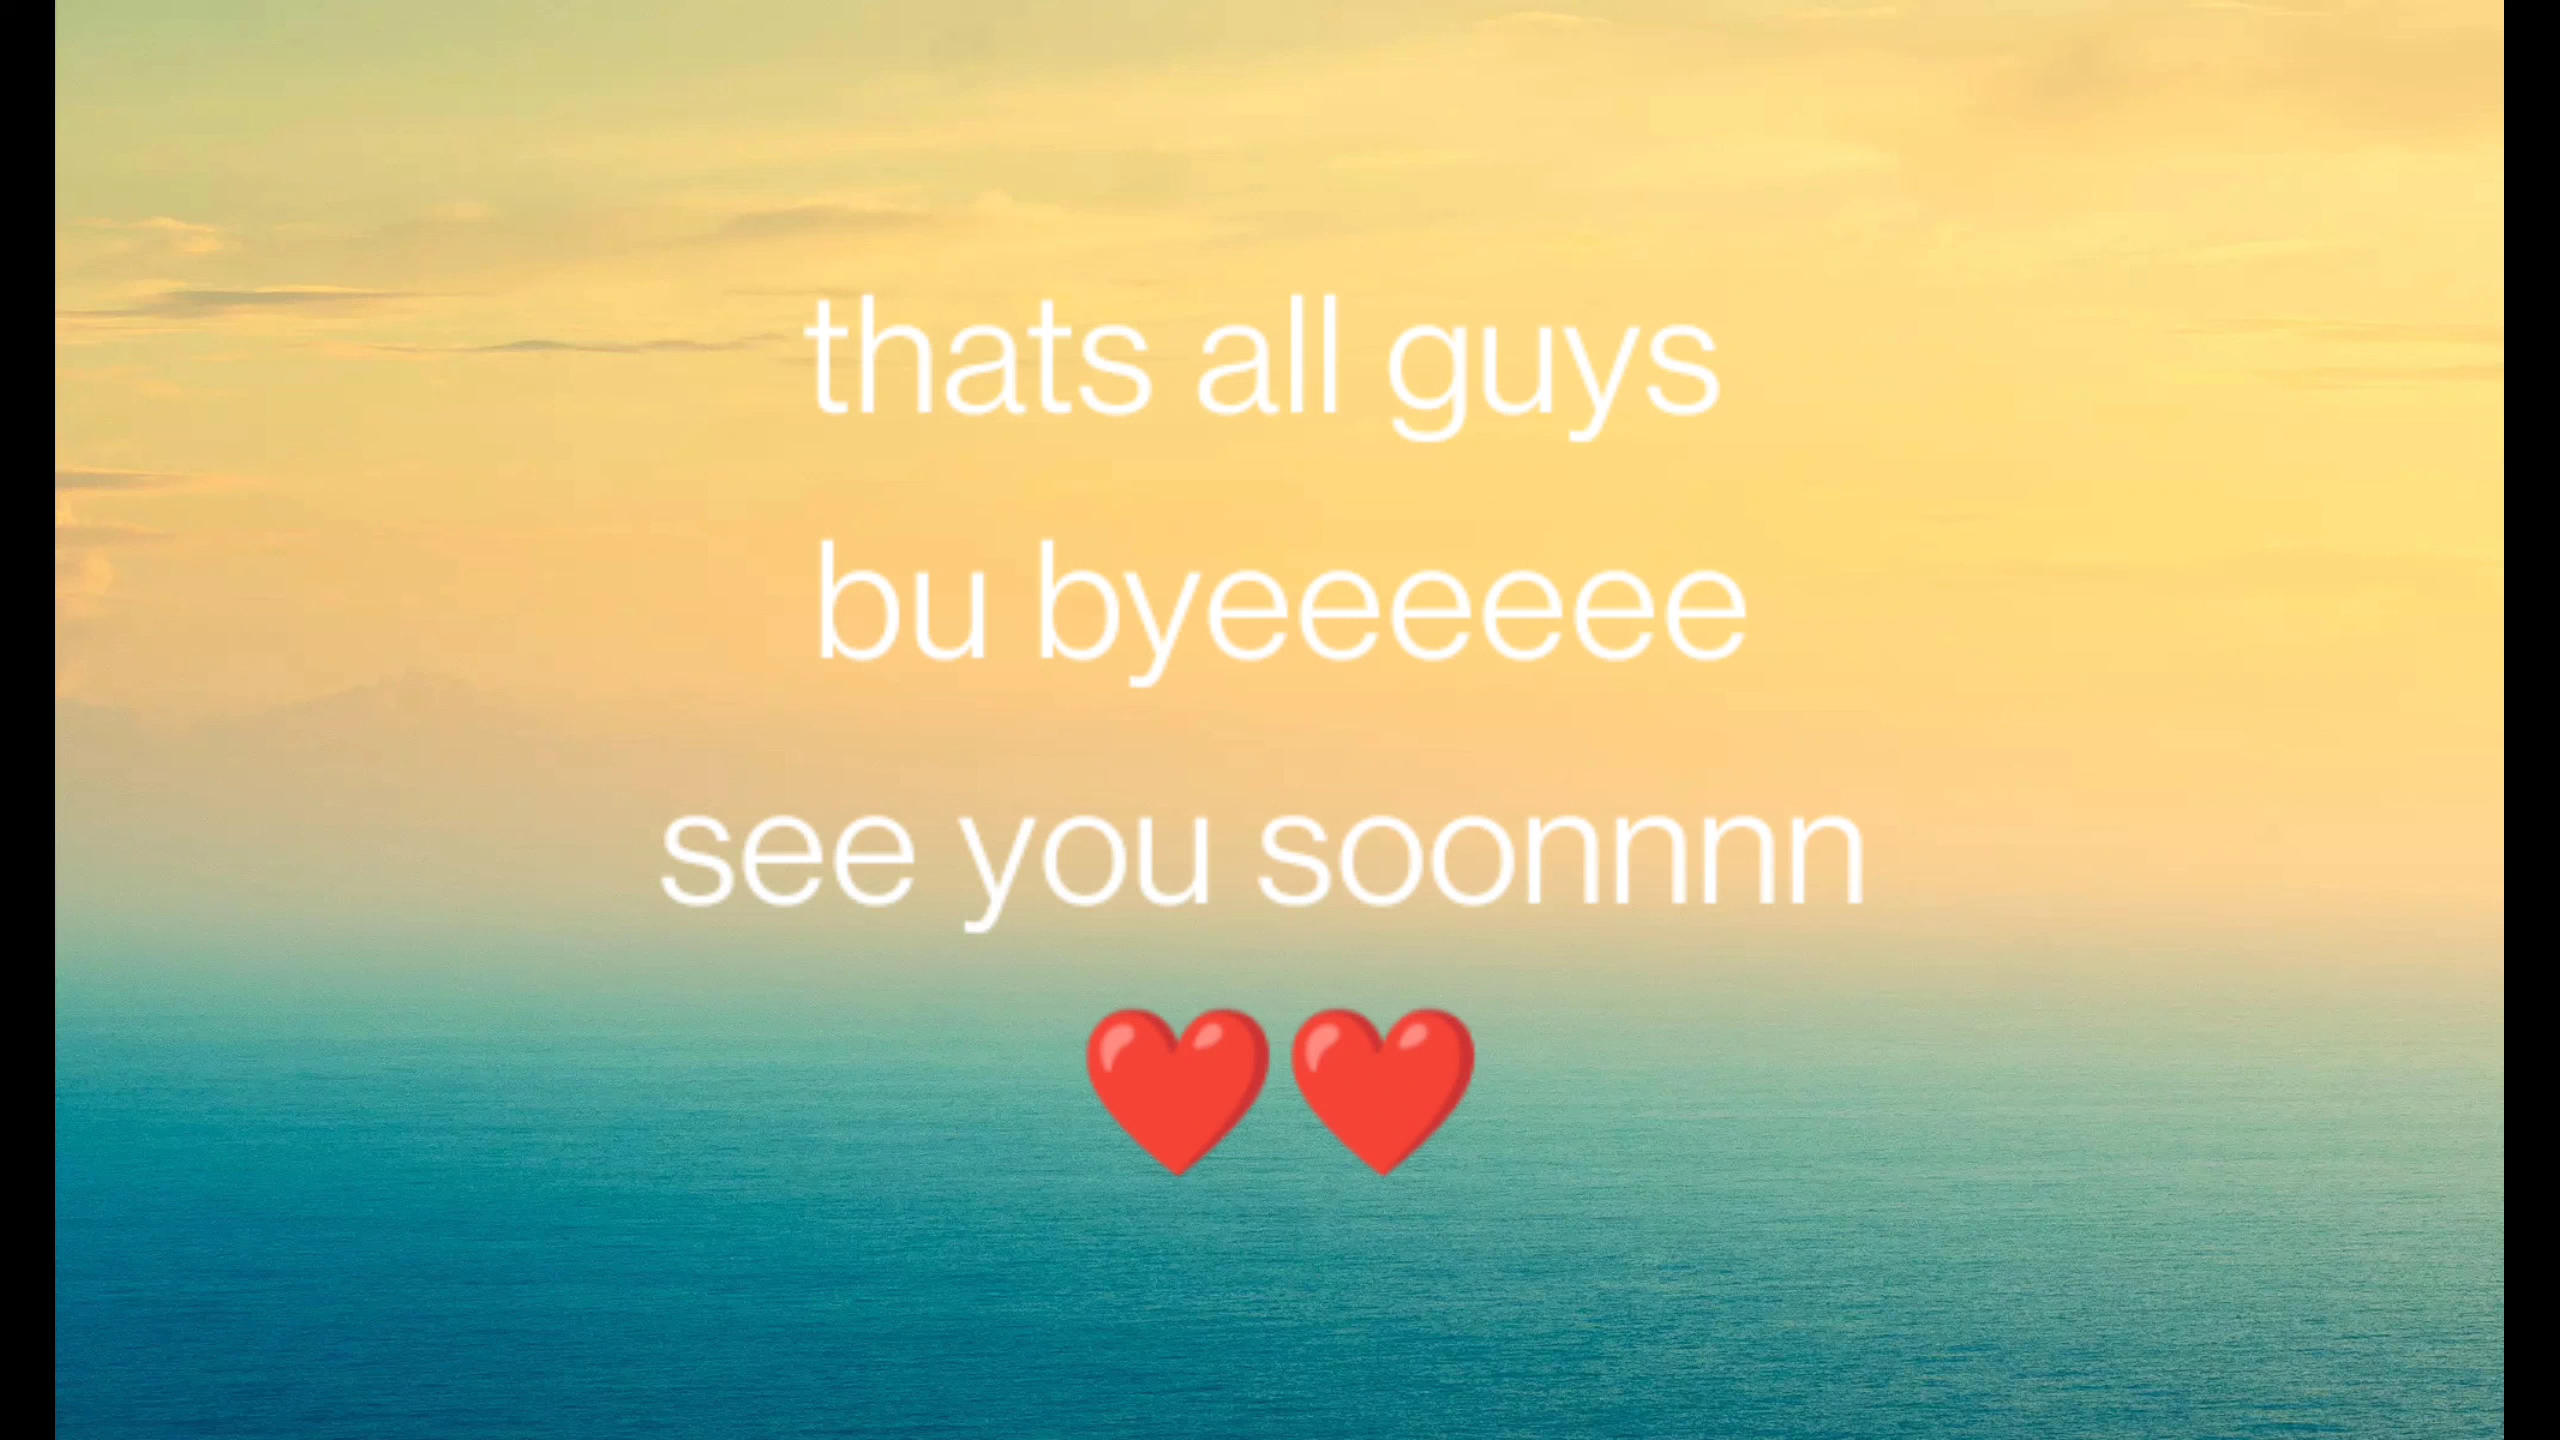 thats all guys
bu byeeeeee
see you soonnnn
❤️❤️